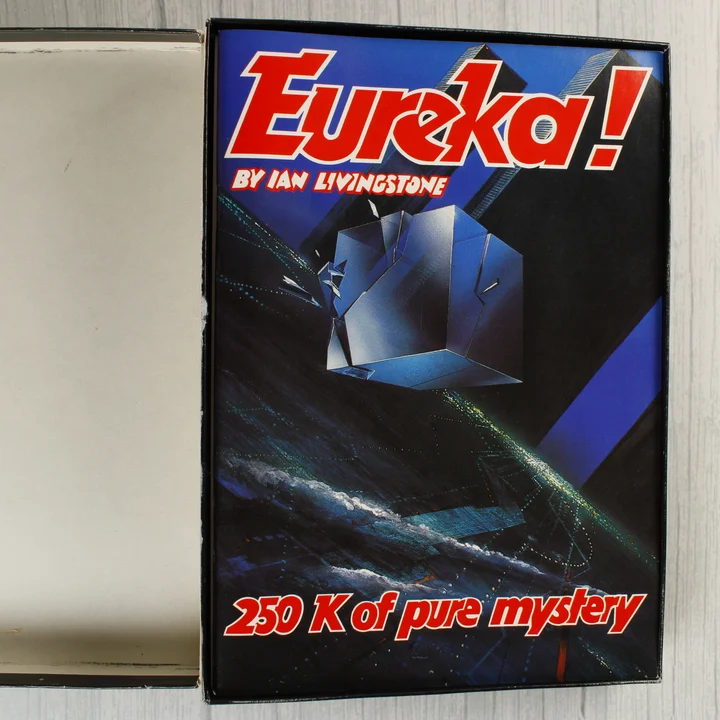 Eureka!
BY IAN LIVINGSTONE
250 K of pure mystery